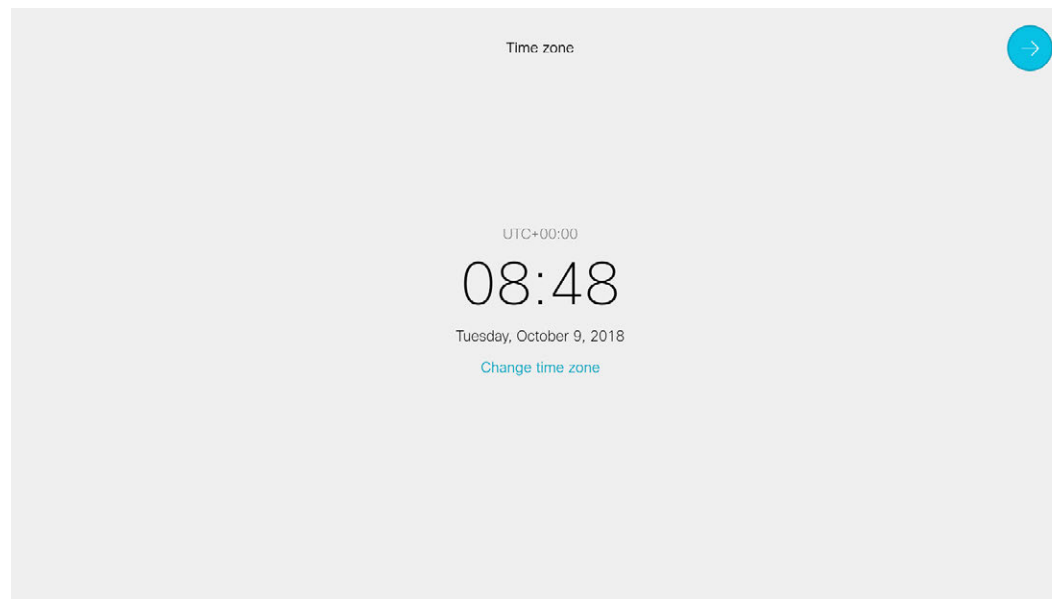 Time zone
UTC+00:00
08:48
Tuesday, October 9, 2018
Change time zone